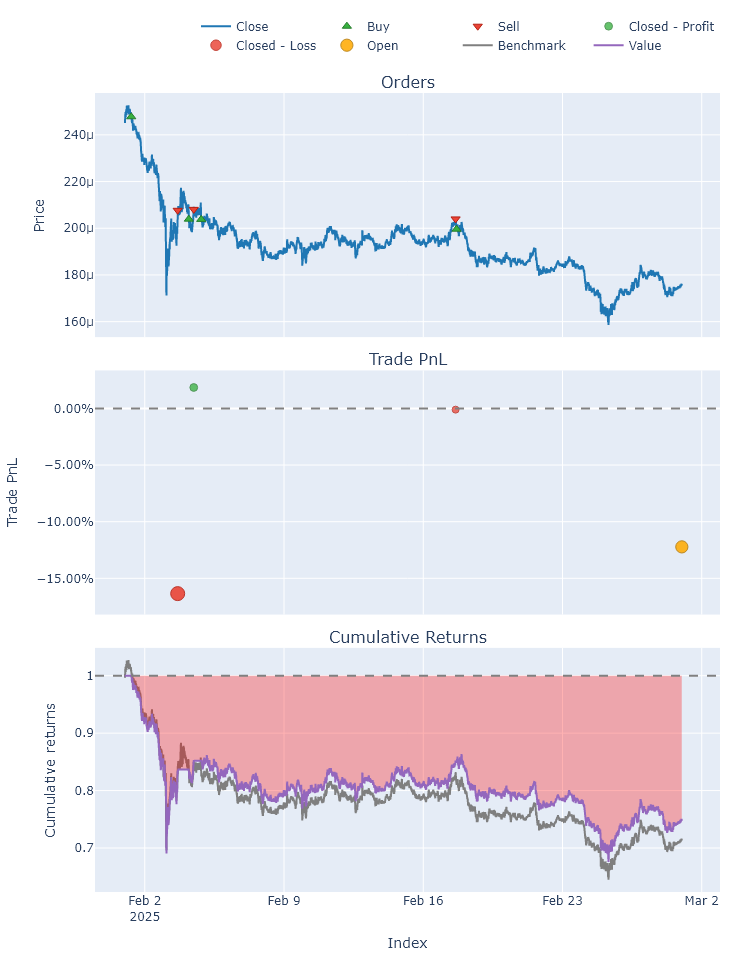 Close Buy Sell Closed - Profit
Closed - Loss Open Benchmark Value
Orders
240μ
220μ
200μ
180μ
160μ
Price
Trade PnL
0.00%
−5.00%
−10.00%
−15.00%
Trade PnL
Cumulative Returns
1
0.9
0.8
0.7
Cumulative returns
Feb 2 Feb 9 Feb 16 Feb 23 Mar 2
2025
Index